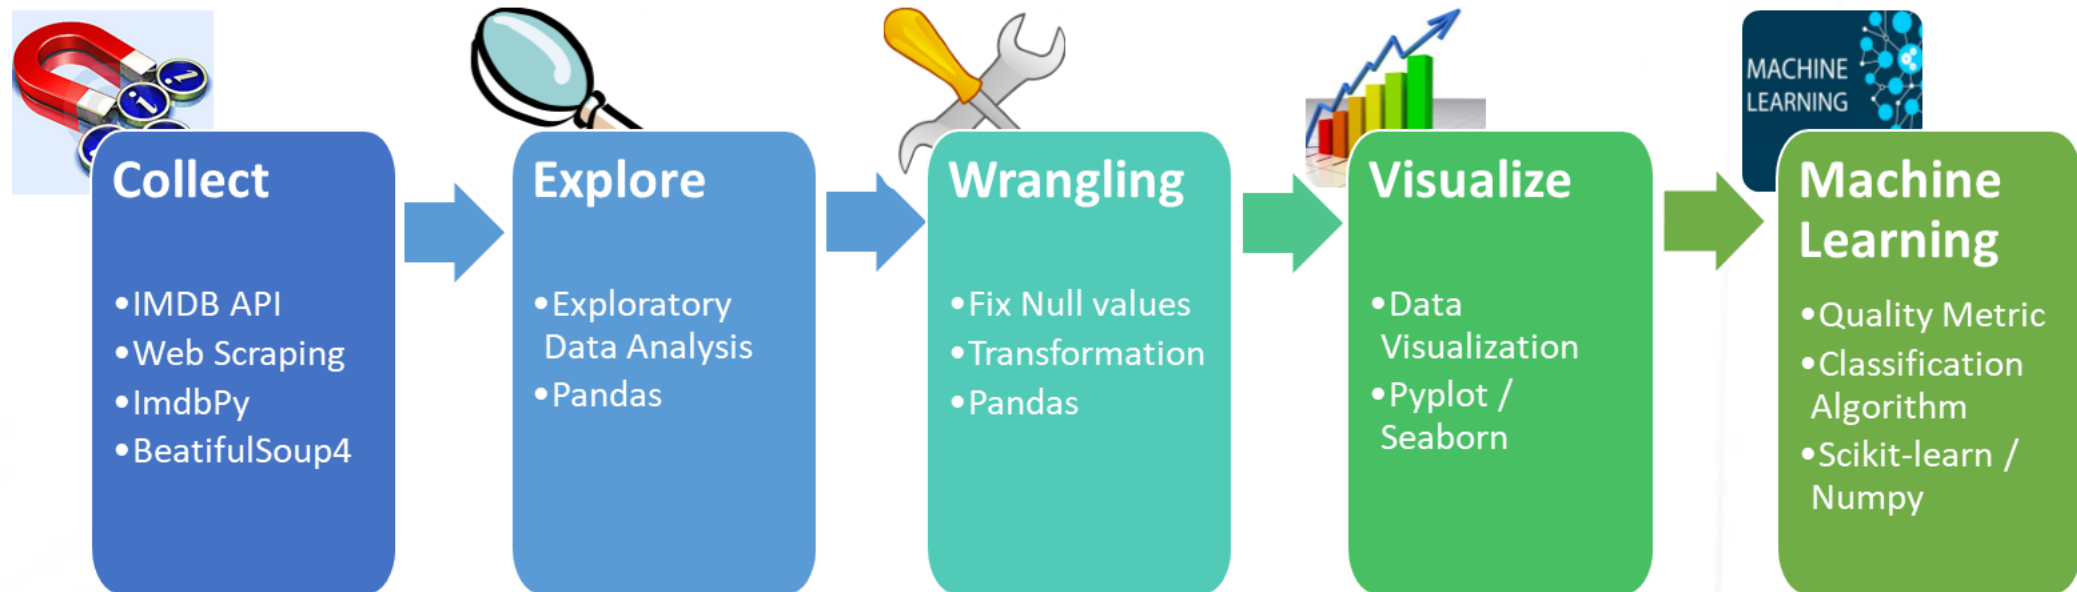 Collect
•IMDB API
•Web Scraping
•ImdbPy
•BeatifulSoup4
Explore
•Exploratory
Data Analysis
•Pandas
Wrangling
•Fix Null values
•Transformation
•Pandas
Visualize
•Data
Visualization
•Pyplot /
Seaborn
MACHINE
LEARNING
Machine
Learning
•Quality Metric
•Classification
Algorithm
•Scikit-learn /
Numpy